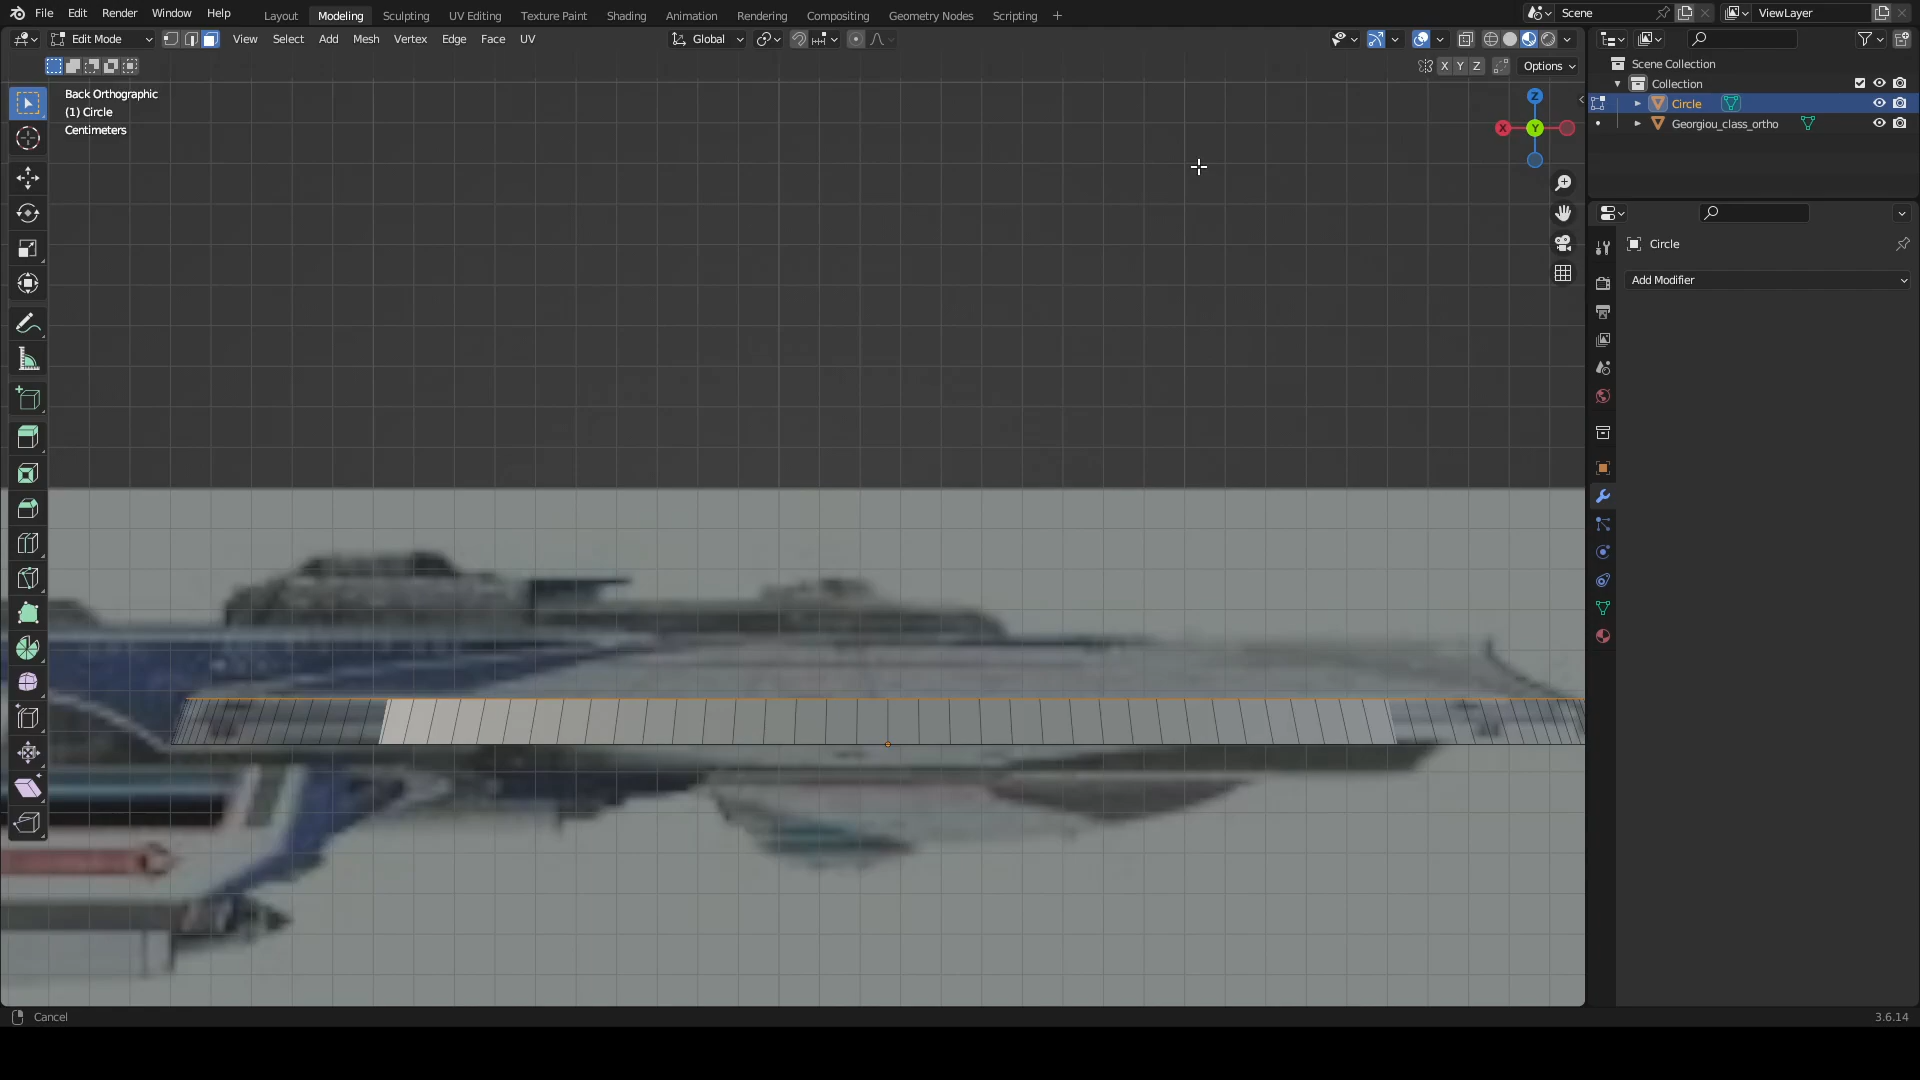 File Edit Render Window Help Layout Modeling Sculpting UV Editing Texture Paint Shading Animation Rendering Compositing Geometry Nodes Scripting + Scene ViewLayer
Edit Mode View Select Add Mesh Vertex Edge Face UV Global
X Y Z Options
Back Orthographic
(1) Circle
Centimeters
Z
X Y
Scene Collection
Collection
Circle
Georgiou_class_ortho
Circle
Add Modifier
Cancel
3.6.14